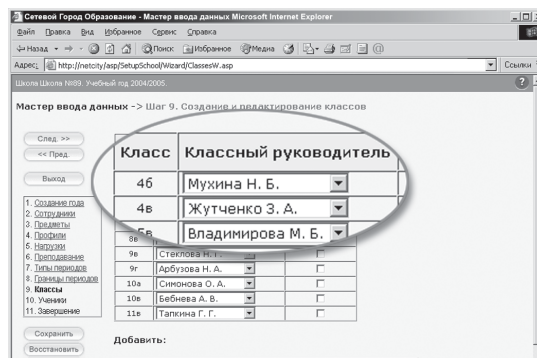 Сетевой Город Образование - Мастер ввода данных Microsoft Internet Explorer
Файл Правка Вид Избранное Сервис Справка
Назад Поиск Избранное Медиа
Адрес: http://netcity/asp/SetupSchool/Wizard/ClassesW.asp Ссылки
Школа Школа №89. Учебный год 2004/2005.
Мастер ввода данных -> Шаг 9. Создание и редактирование классов
След. >>
<< Пред.
Выход
1. Создание года
2. Сотрудники
3. Предметы
4. Профили
5. Нагрузки
6. Преподавание
7. Типы периодов
8. Границы периодов
9. Классы
10. Ученики
11. Завершение
Сохранить
Восстановить
Класс Классный руководитель
4б Мухина Н. Б.
4в Жутченко З. А.
Владимирова М. Б.
8в
9в Стеклова Н. Г.
9г Арбузова Н. А.
10а Симонова О. А.
10в Бебнева А. В.
11в Тапкина Г. Г.
Добавить: